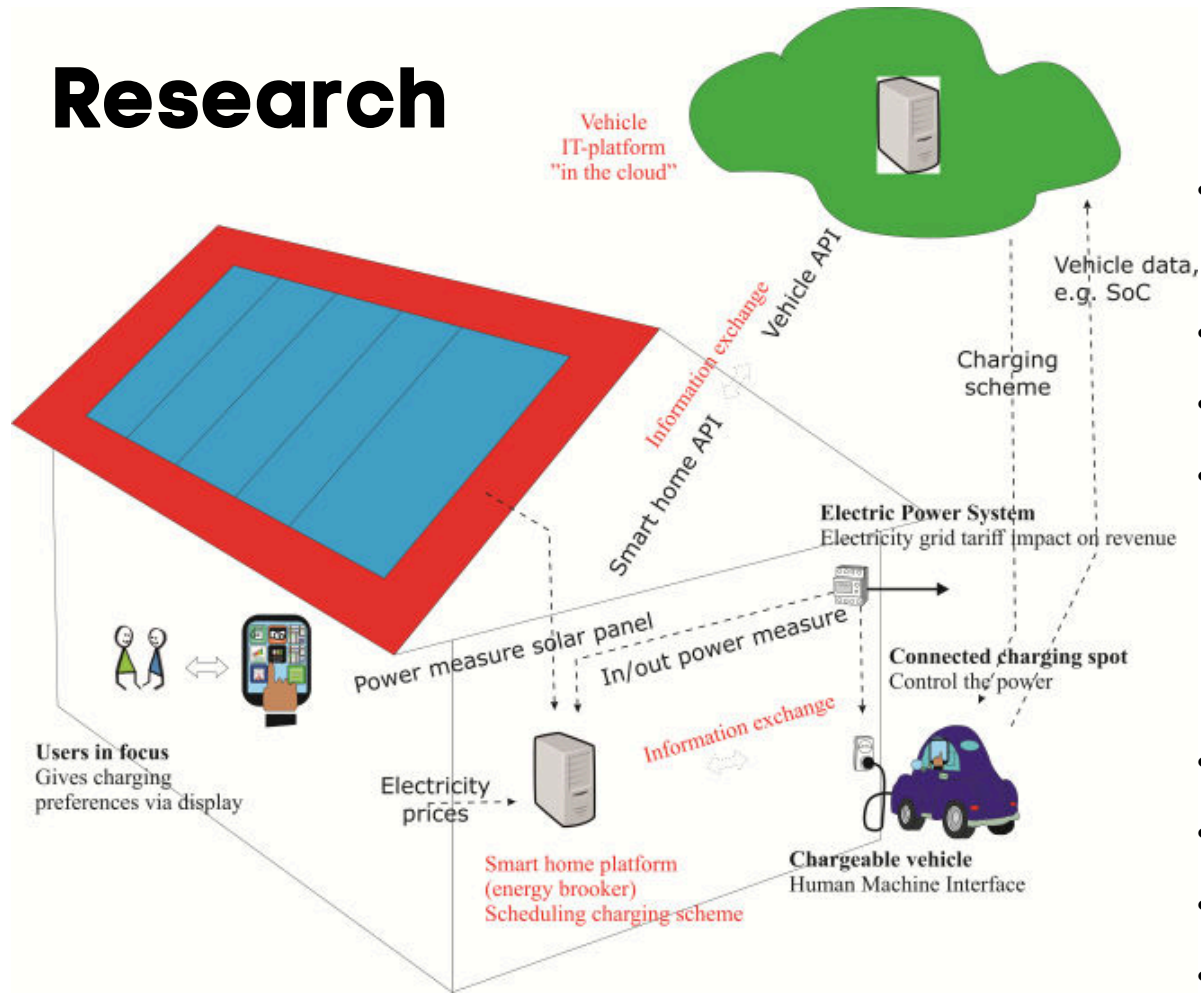 Research
Vehicle
IT-platform
"in the cloud"
Vehicle API
Information exchange
Smart home API
Vehicle data,
e.g. SoC
Charging
scheme
Electric Power System
Electricity grid tariff impact on revenue
Power measure solar panel
In/out power measure
Connected charging spot
Control the power
Information exchange
Users in focus
Gives charging
preferences via display
Electricity
prices
Smart home platform
(energy brooker)
Scheduling charging scheme
Chargeable vehicle
Human Machine Interface